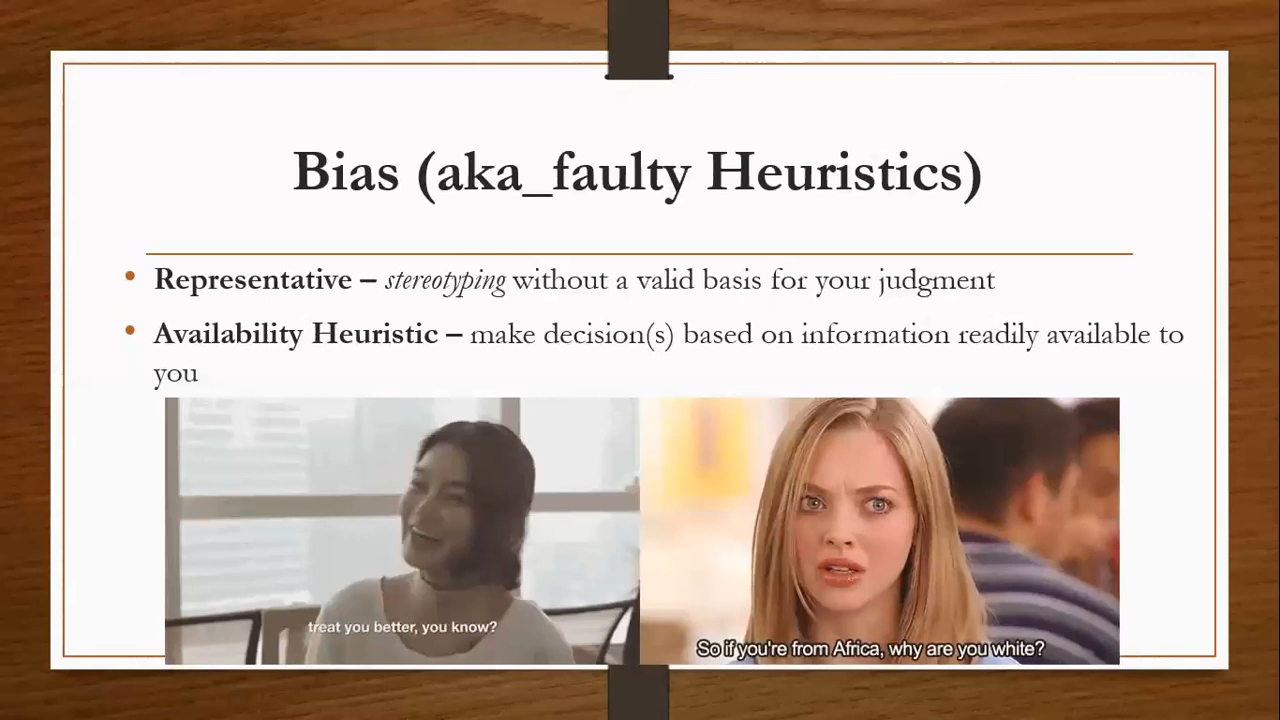 Bias (aka_faulty Heuristics)
• Representative – stereotyping without a valid basis for your judgment
• Availability Heuristic – make decision(s) based on information readily available to
you
treat you better, you know?
So if you're from Africa, why are you white?